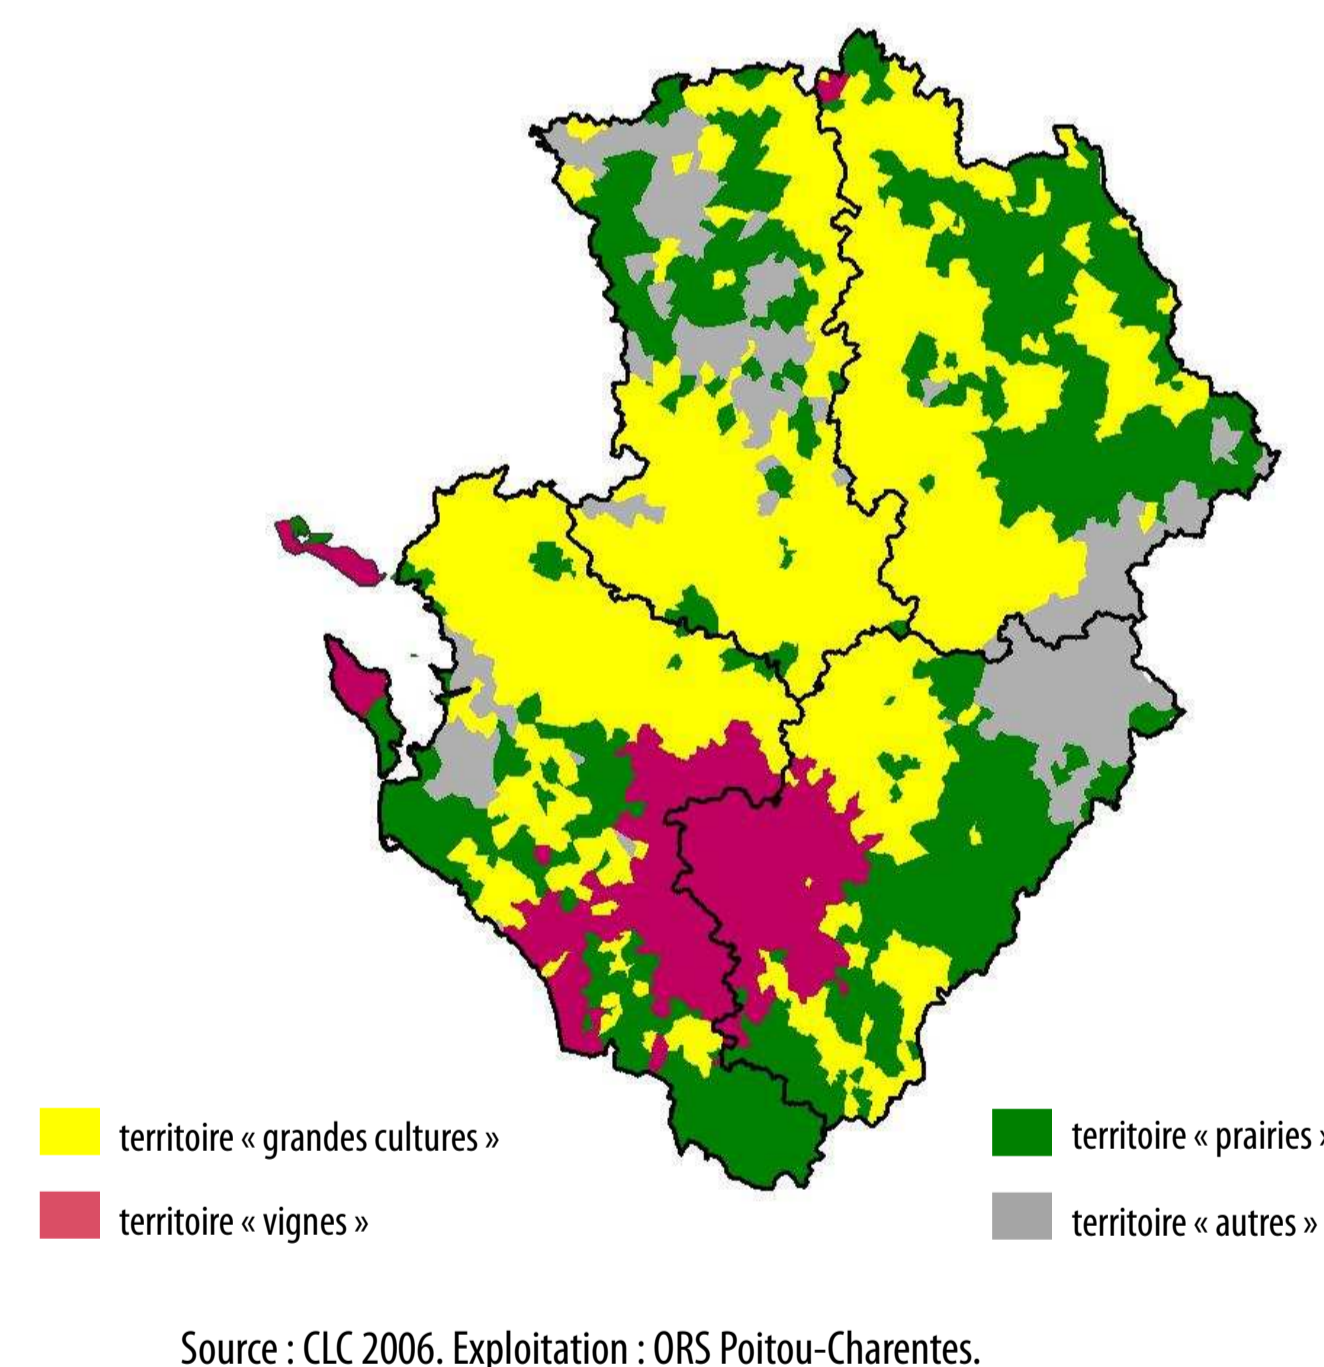 territoire « grandes cultures »
territoire « prairies »
territoire « vignes »
territoire « autres »
Source : CLC 2006. Exploitation : ORS Poitou-Charentes.